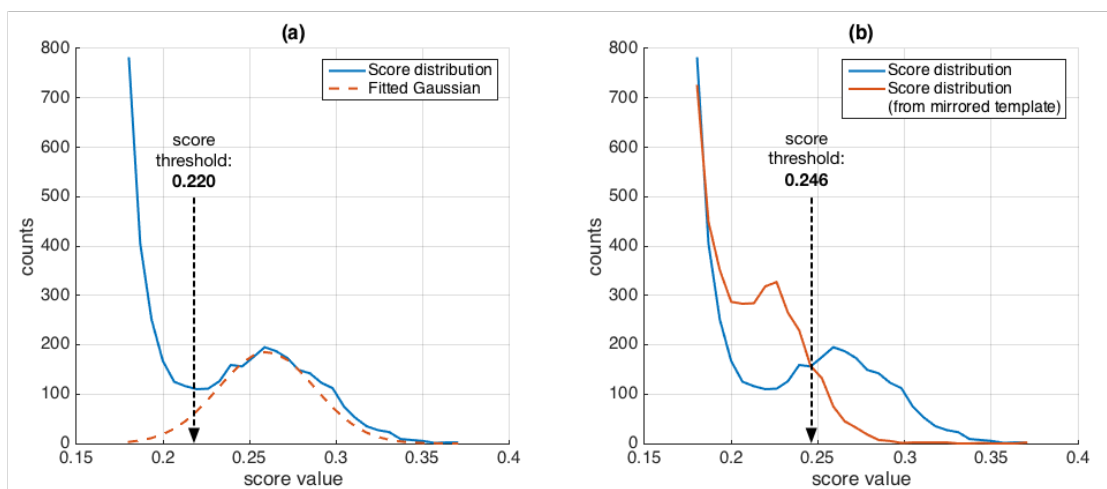 (a)
800
700
600
500
400
300
200
100
0
counts
Score distribution
Fitted Gaussian
score
threshold:
0.220
0.15
0.2
0.25
0.3
0.35
0.4
score value
(b)
800
700
600
500
400
300
200
100
0
counts
Score distribution
Score distribution
(from mirrored template)
score
threshold:
0.246
0.15
0.2
0.25
0.3
0.35
0.4
score value